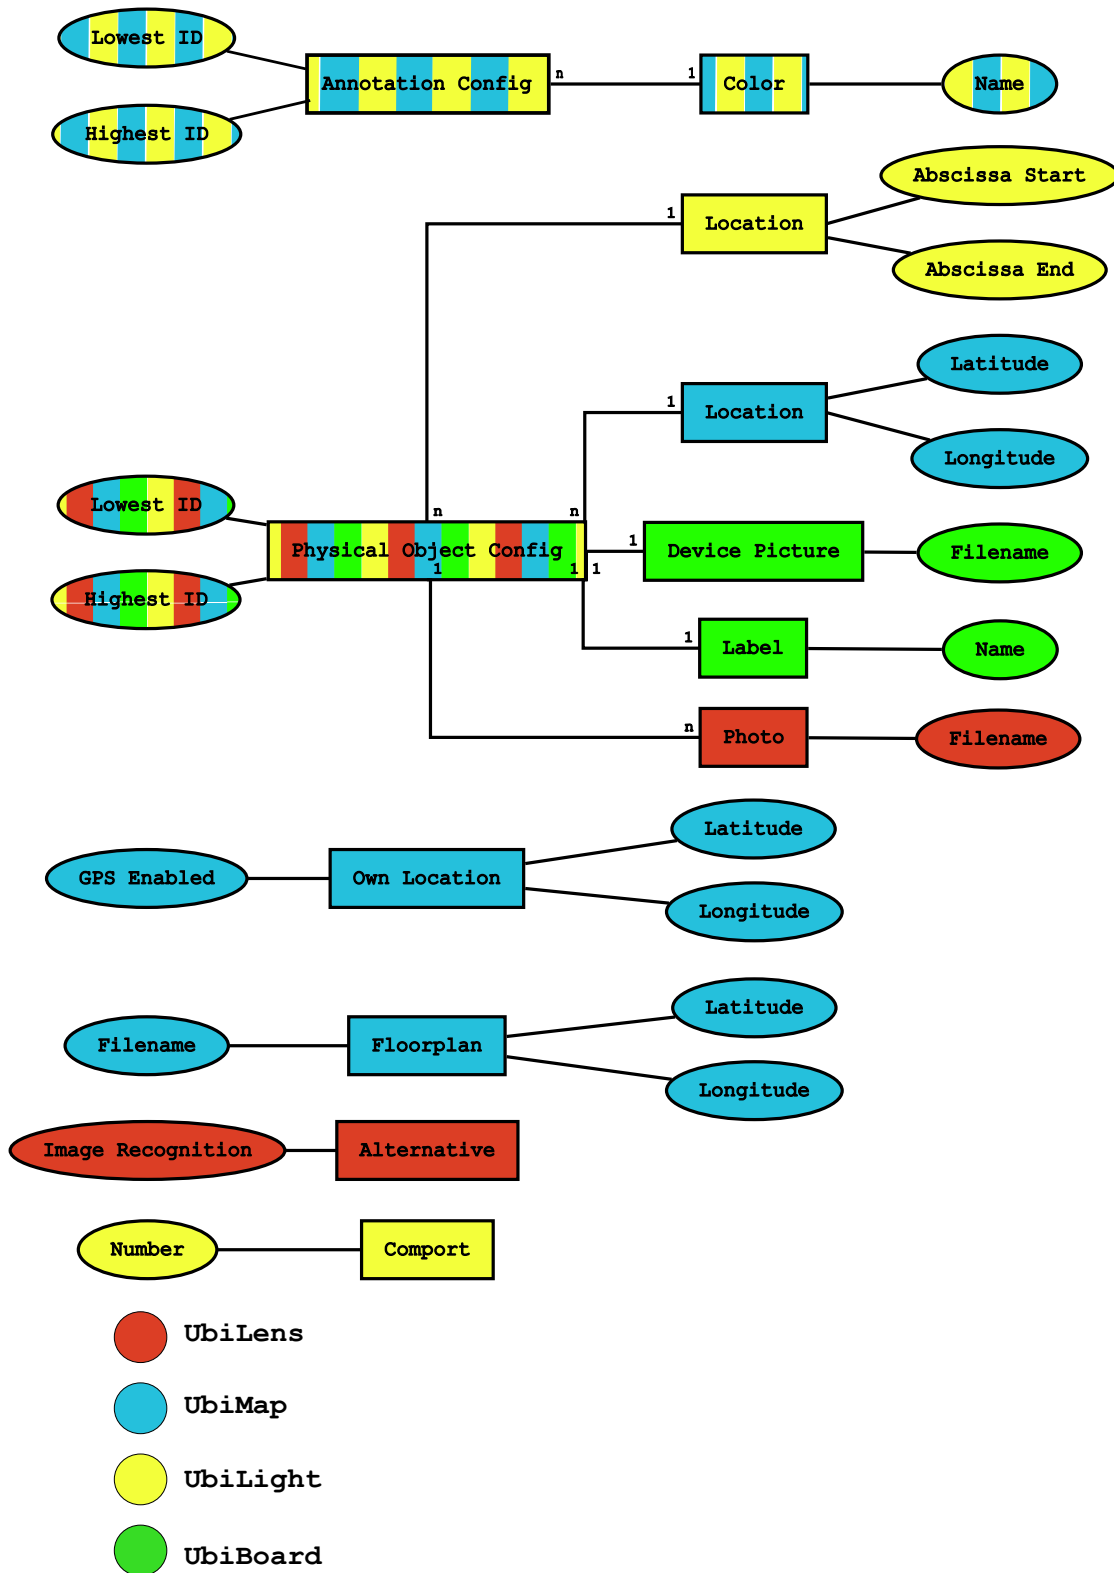 Lowest ID
Annotation Config
n
1
Color
Name
Highest ID
Abscissa Start
1
Location
Abscissa End
Latitude
1
Location
Longitude
Lowest ID
n
n
Physical Object Config
1
Device Picture
Filename
1
1
1
Highest ID
1
Label
Name
n
Photo
Filename
Latitude
GPS Enabled
Own Location
Longitude
Latitude
Filename
Floorplan
Longitude
Image Recognition
Alternative
Number
Comport
UbiLens
UbiMap
UbiLight
UbiBoard